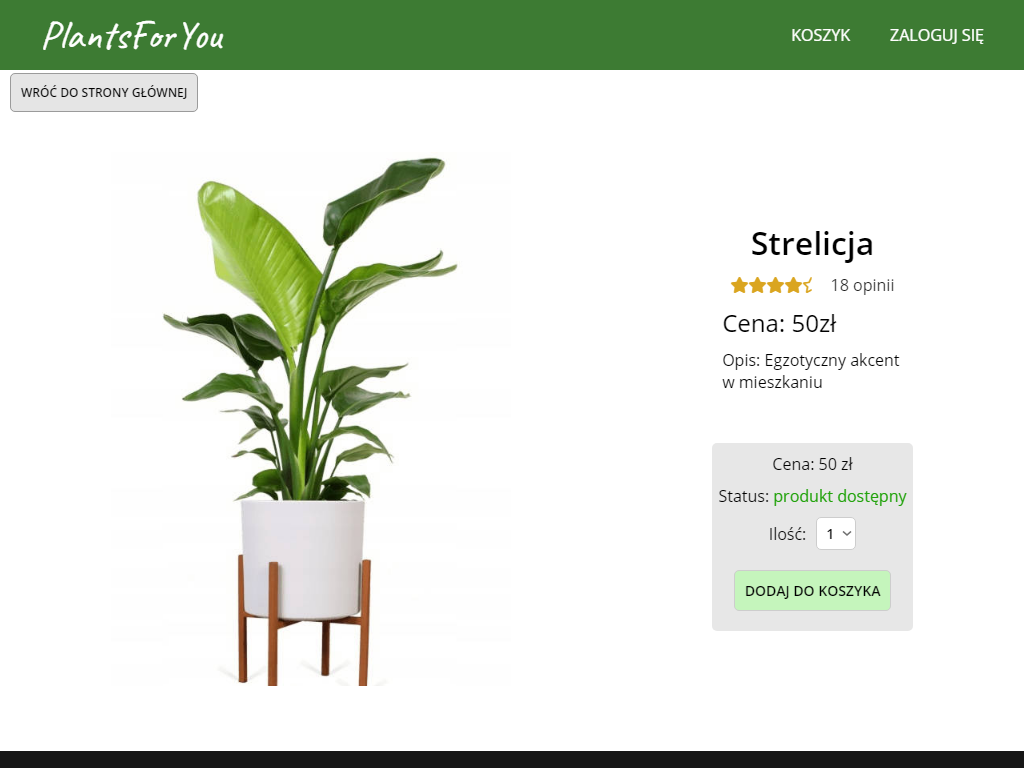 PlantsForYou
KOSZYK
ZALOGUJ SIĘ
WRÓĆ DO STRONY GŁÓWNEJ
Strelicja
18 opinii
Cena: 50zł
Opis: Egzotyczny akcent
w mieszkaniu
Cena: 50 zł
Status: produkt dostępny
Ilość: 1
DODAJ DO KOSZYKA